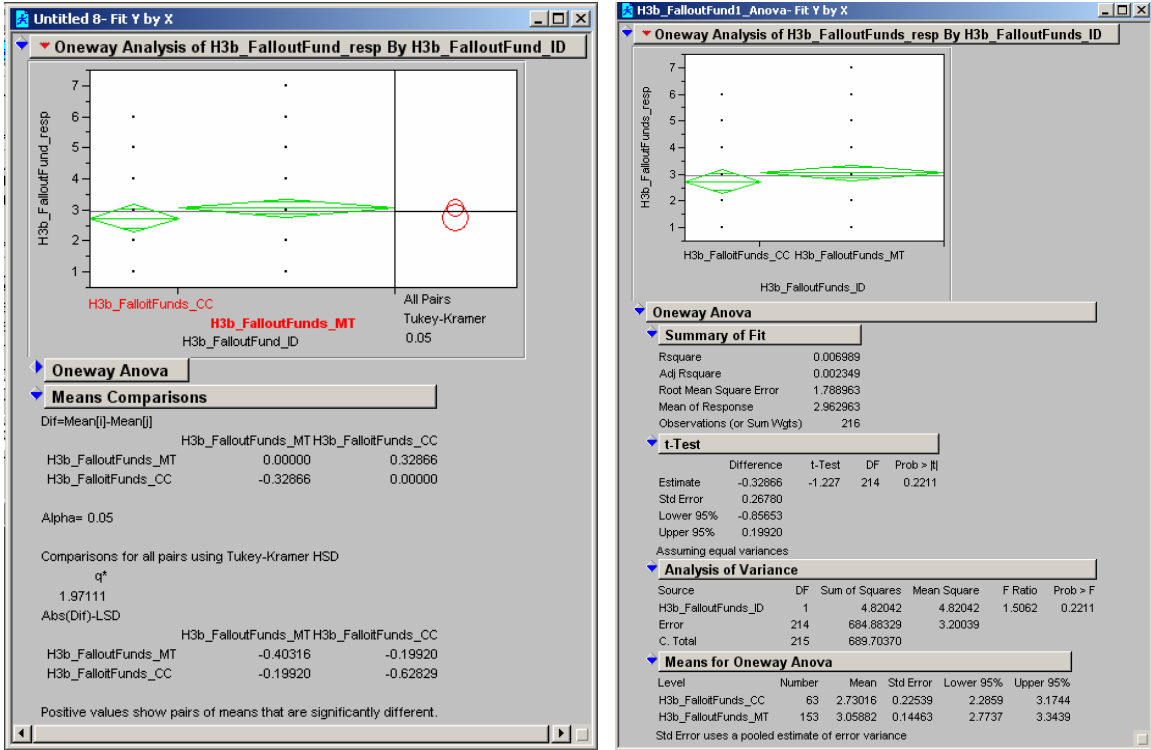 Untitled 8- Fit Y by X
Oneway Analysis of H3b_FalloutFund_resp By H3b_FalloutFund_ID
7
6
5
4
3
2
1
H3b_FalloutFund_resp
H3b_FalloitFunds_CC
H3b_FalloutFunds_MT
H3b_FalloutFund_ID
All Pairs
Tukey-Kramer
0.05
Oneway Anova
Means Comparisons
Dif=Mean[i]-Mean[j]
H3b_FalloutFunds_MT H3b_FalloitFunds_CC
H3b_FalloutFunds_MT 0.00000 0.32866
H3b_FalloitFunds_CC -0.32866 0.00000
Alpha= 0.05
Comparisons for all pairs using Tukey-Kramer HSD
q*
1.97111
Abs(Dif)-LSD
H3b_FalloutFunds_MT H3b_FalloitFunds_CC
H3b_FalloutFunds_MT -0.40316 -0.19920
H3b_FalloitFunds_CC -0.19920 -0.62829
Positive values show pairs of means that are significantly different.
H3b_FalloutFund1_Anova- Fit Y by X
Oneway Analysis of H3b_FalloutFunds_resp By H3b_FalloutFunds_ID
7
6
5
4
3
2
1
H3b_FalloutFunds_resp
H3b_FalloitFunds_CC H3b_FalloutFunds_MT
H3b_FalloutFunds_ID
Oneway Anova
Summary of Fit
Rsquare 0.006989
Adj Rsquare 0.002349
Root Mean Square Error 1.788963
Mean of Response 2.962963
Observations (or Sum Wgts) 216
t-Test
Difference t-Test DF Prob > |t|
Estimate -0.32866 -1.227 214 0.2211
Std Error 0.26780
Lower 95% -0.85653
Upper 95% 0.19920
Assuming equal variances
Analysis of Variance
Source DF Sum of Squares Mean Square F Ratio Prob > F
H3b_FalloutFunds_ID 1 4.82042 4.82042 1.5062 0.2211
Error 214 684.88329 3.20039
C. Total 215 689.70370
Means for Oneway Anova
Level Number Mean Std Error Lower 95% Upper 95%
H3b_FalloitFunds_CC 63 2.73016 0.22539 2.2859 3.1744
H3b_FalloutFunds_MT 153 3.05882 0.14463 2.7737 3.3439
Std Error uses a pooled estimate of error variance